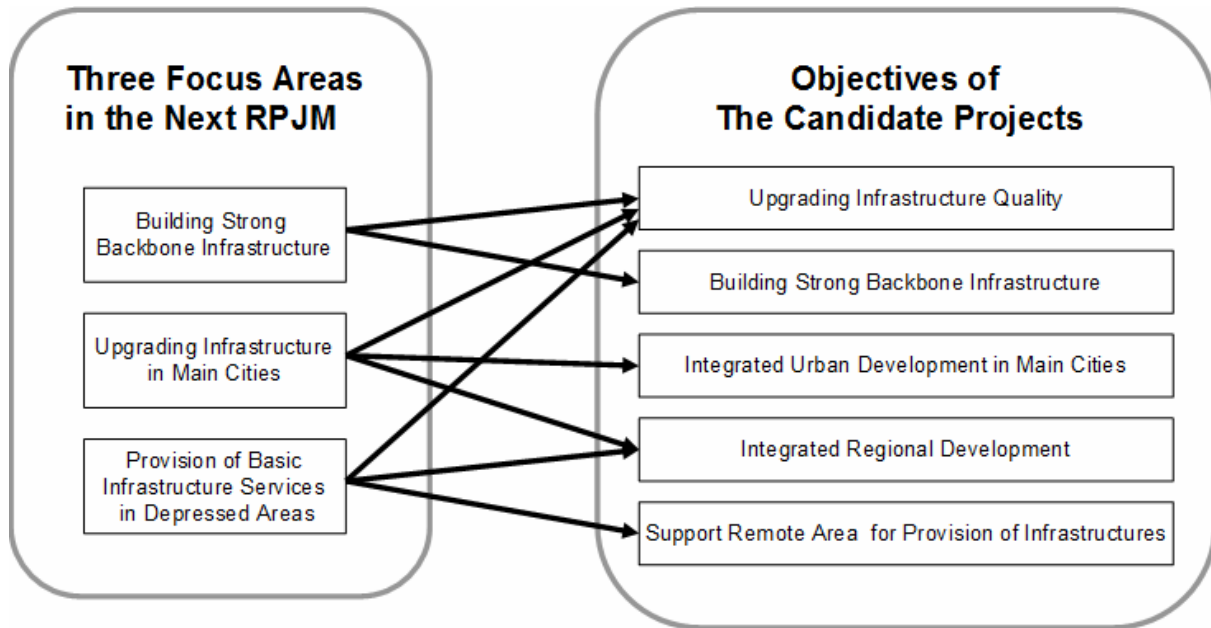 Three Focus Areas
in the Next RPJM
Building Strong
Backbone Infrastructure
Upgrading Infrastructure
in Main Cities
Provision of Basic
Infrastructure Services
in Depressed Areas
Objectives of
The Candidate Projects
Upgrading Infrastructure Quality
Building Strong Backbone Infrastructure
Integrated Urban Development in Main Cities
Integrated Regional Development
Support Remote Area for Provision of Infrastructures